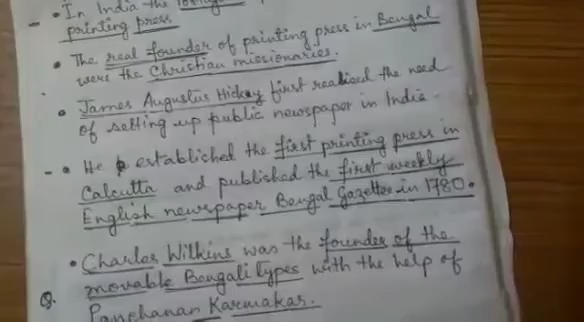 • In India the
printing press
• The real founder of printing press in Bengal
were the Christian missionaries.
• James Augustus Hickey first realised the need
of setting up public newspaper in India.
- • He established the first printing press in
Calcutta and published the first weekly
English newspaper Bengal Gazettee in 1780.
• Charles Wilkins was the founder of the
Q. movable Bengali types with the help of
Panchanan Karmakar.